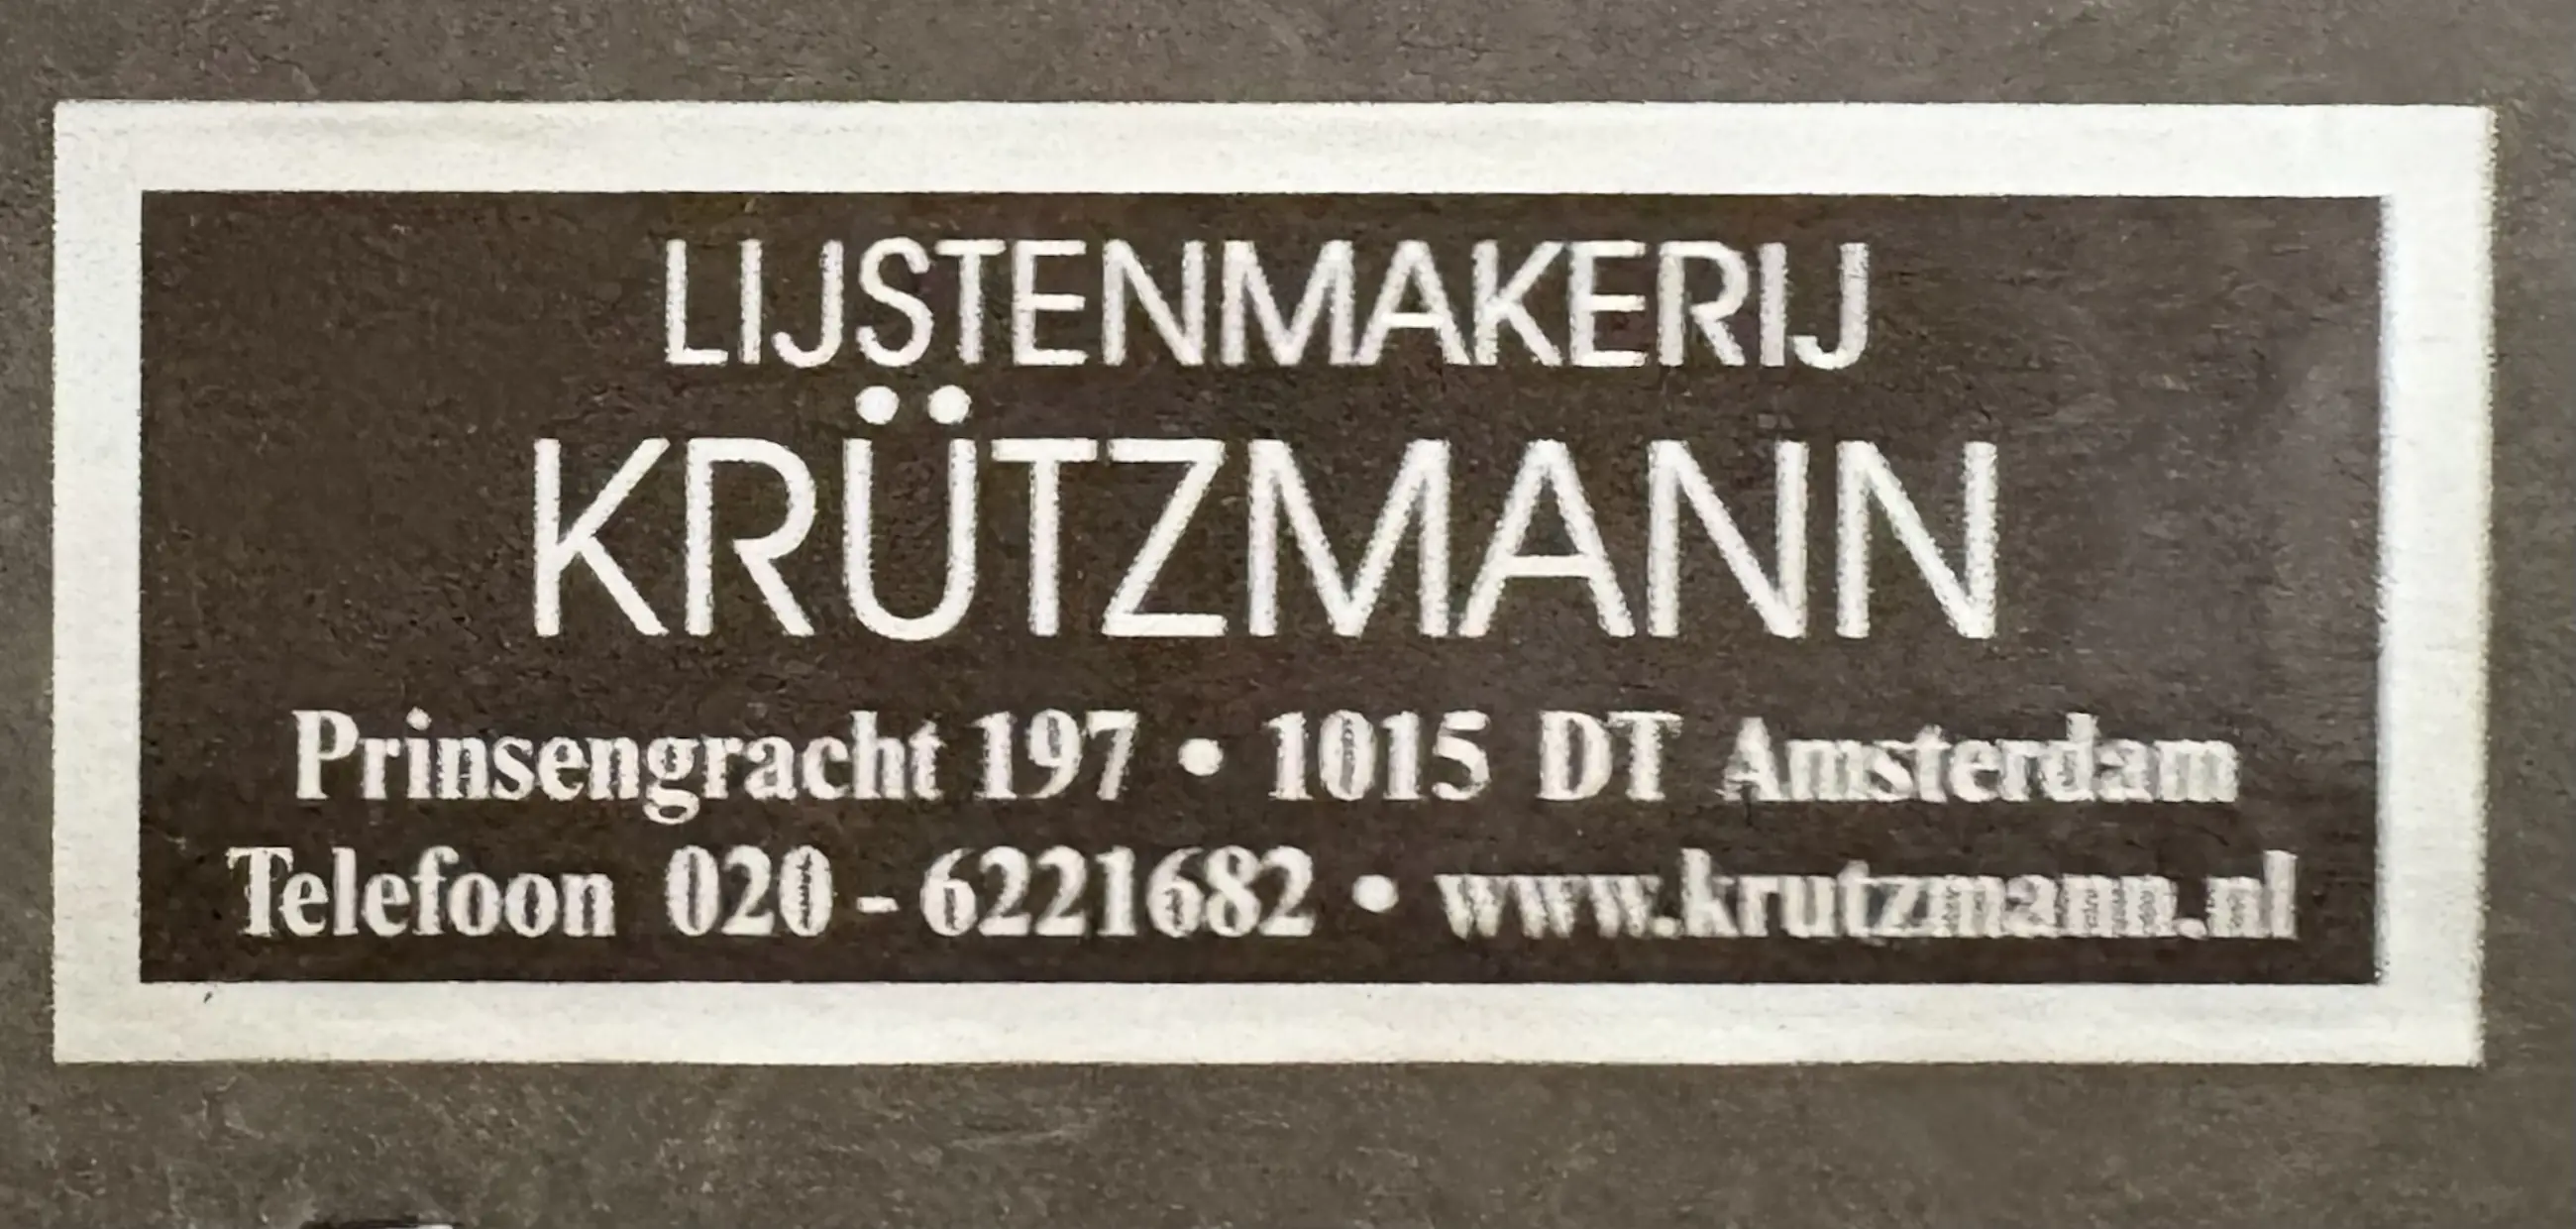 LIJSTENMAKERIJ
KRÜTZMANN
Prinsengracht 197 • 1015 DT Amsterdam
Telefoon 020 - 6221682 • www.krutzmann.nl